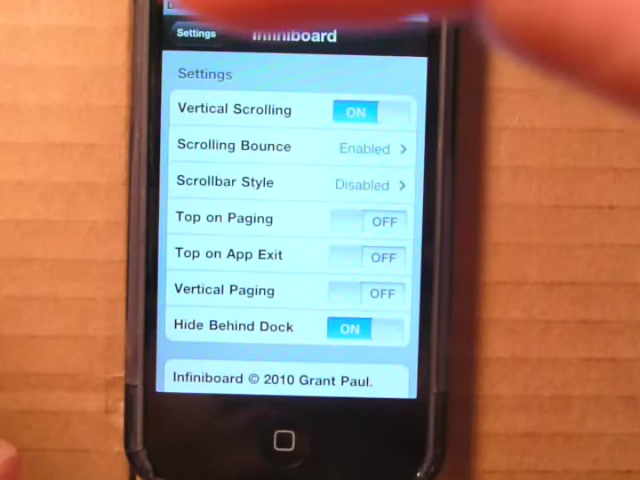 Settings
Infiniboard
Settings
Vertical Scrolling ON
Scrolling Bounce Enabled
Scrollbar Style Disabled
Top on Paging OFF
Top on App Exit OFF
Vertical Paging OFF
Hide Behind Dock ON
Infiniboard © 2010 Grant Paul.